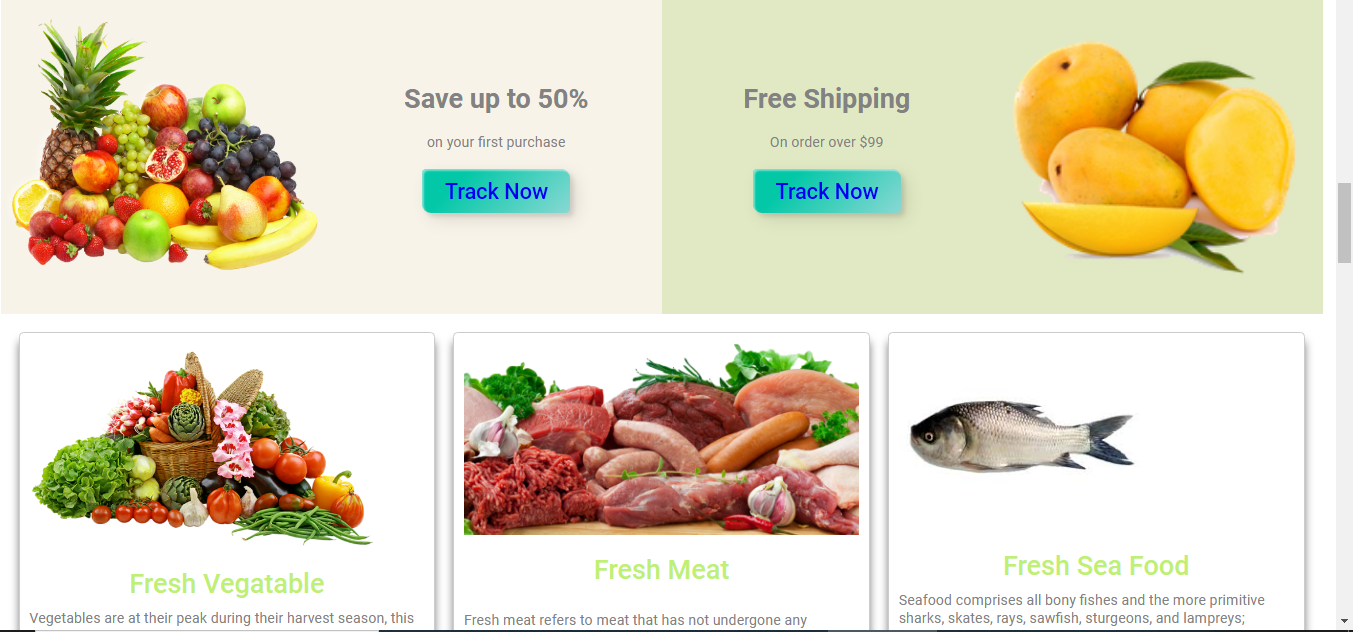 Save up to 50%
on your first purchase
Track Now
Free Shipping
On order over $99
Track Now
Fresh Vegatable
Vegetables are at their peak during their harvest season, this
Fresh Meat
Fresh meat refers to meat that has not undergone any
Fresh Sea Food
Seafood comprises all bony fishes and the more primitive
sharks, skates, rays, sawfish, sturgeons, and lampreys;